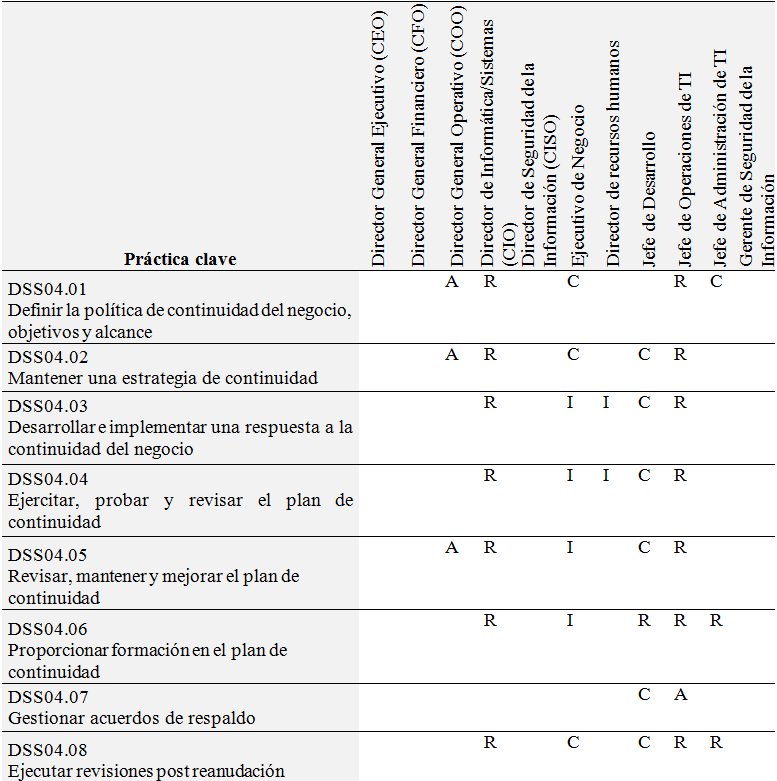 Práctica clave
Director General Ejecutivo (CEO)
Director General Financiero (CFO)
Director General Operativo (COO)
Director de Informática/Sistemas
(CIO)
Director de Seguridad de la
Información (CISO)
Ejecutivo de Negocio
Director de recursos humanos
Jefe de Desarrollo
Jefe de Operaciones de TI
Jefe de Administración de TI
Gerente de Seguridad de la
Información
DSS04.01 A R C R C
Definir la política de continuidad del negocio,
objetivos y alcance
DSS04.02 A R C C R
Mantener una estrategia de continuidad
DSS04.03 R I I C R
Desarrollar e implementar una respuesta a la
continuidad del negocio
DSS04.04 R I I C R
Ejercitar, probar y revisar el plan de
continuidad
DSS04.05 A R I C R
Revisar, mantener y mejorar el plan de
continuidad
DSS04.06 R I R R R
Proporcionar formación en el plan de
continuidad
DSS04.07 C A
Gestionar acuerdos de respaldo
DSS04.08 R C C R R
Ejecutar revisiones post reanudación